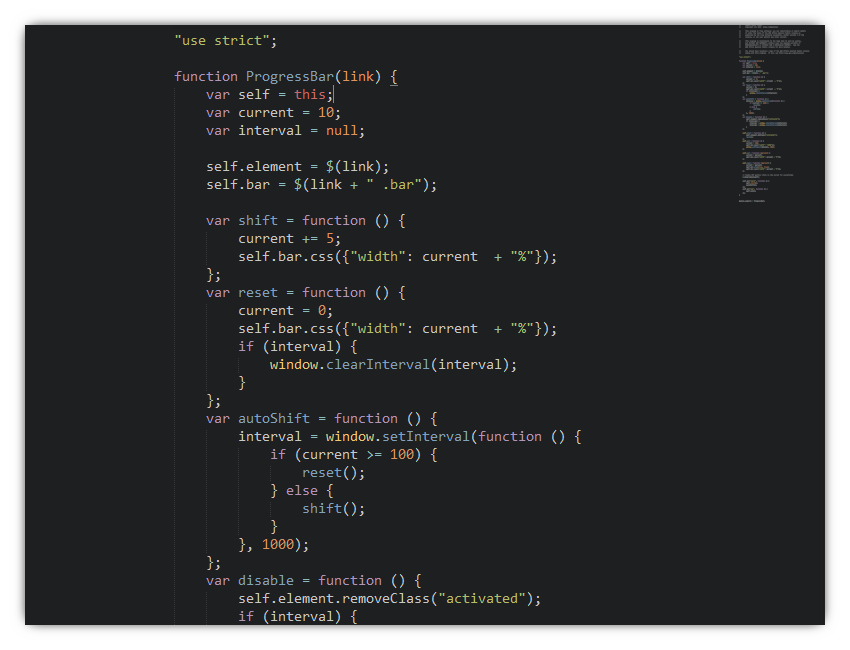 "use strict";
function ProgressBar(link) {
var self = this;
var current = 10;
var interval = null;
self.element = $(link);
self.bar = $(link + " .bar");
var shift = function () {
current += 5;
self.bar.css({"width": current  + "%"});
};
var reset = function () {
current = 0;
self.bar.css({"width": current  + "%"});
if (interval) {
window.clearInterval(interval);
}
};
var autoShift = function () {
interval = window.setInterval(function () {
if (current >= 100) {
reset();
} else {
shift();
}
}, 1000);
};
var disable = function () {
self.element.removeClass("activated");
if (interval) {